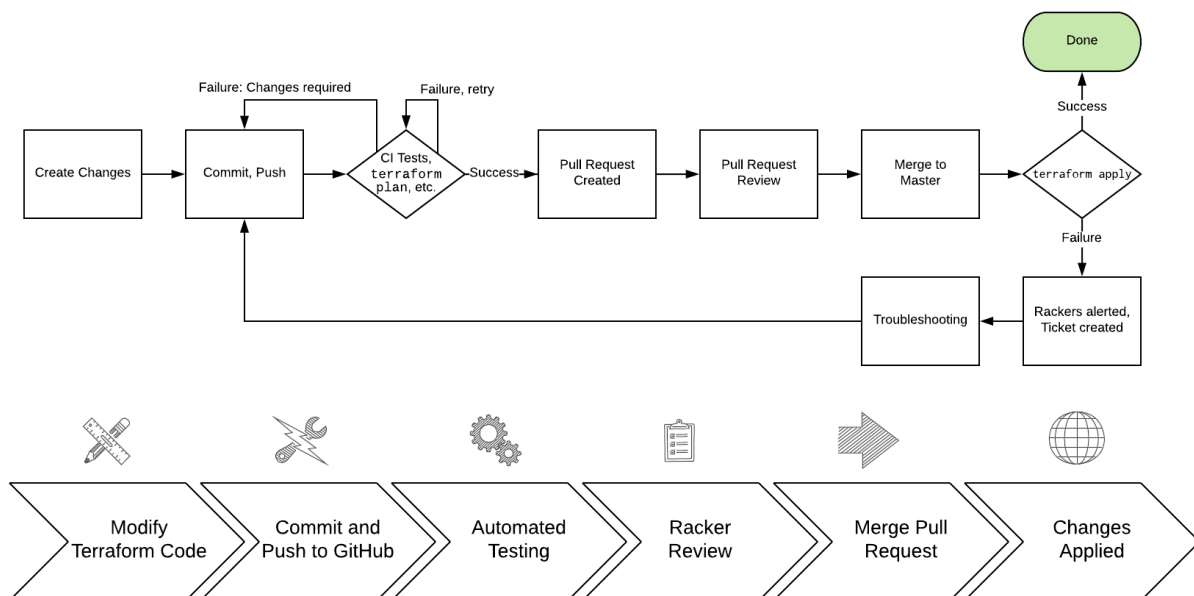 Done
Failure: Changes required
Failure, retry
Success
Create Changes
Commit, Push
CI Tests,
terraform
plan, etc.
Success
Pull Request
Created
Pull Request
Review
Merge to
Master
terraform apply
Failure
Troubleshooting
Rackers alerted,
Ticket created
Modify
Terraform Code
Commit and
Push to GitHub
Automated
Testing
Racker
Review
Merge Pull
Request
Changes
Applied